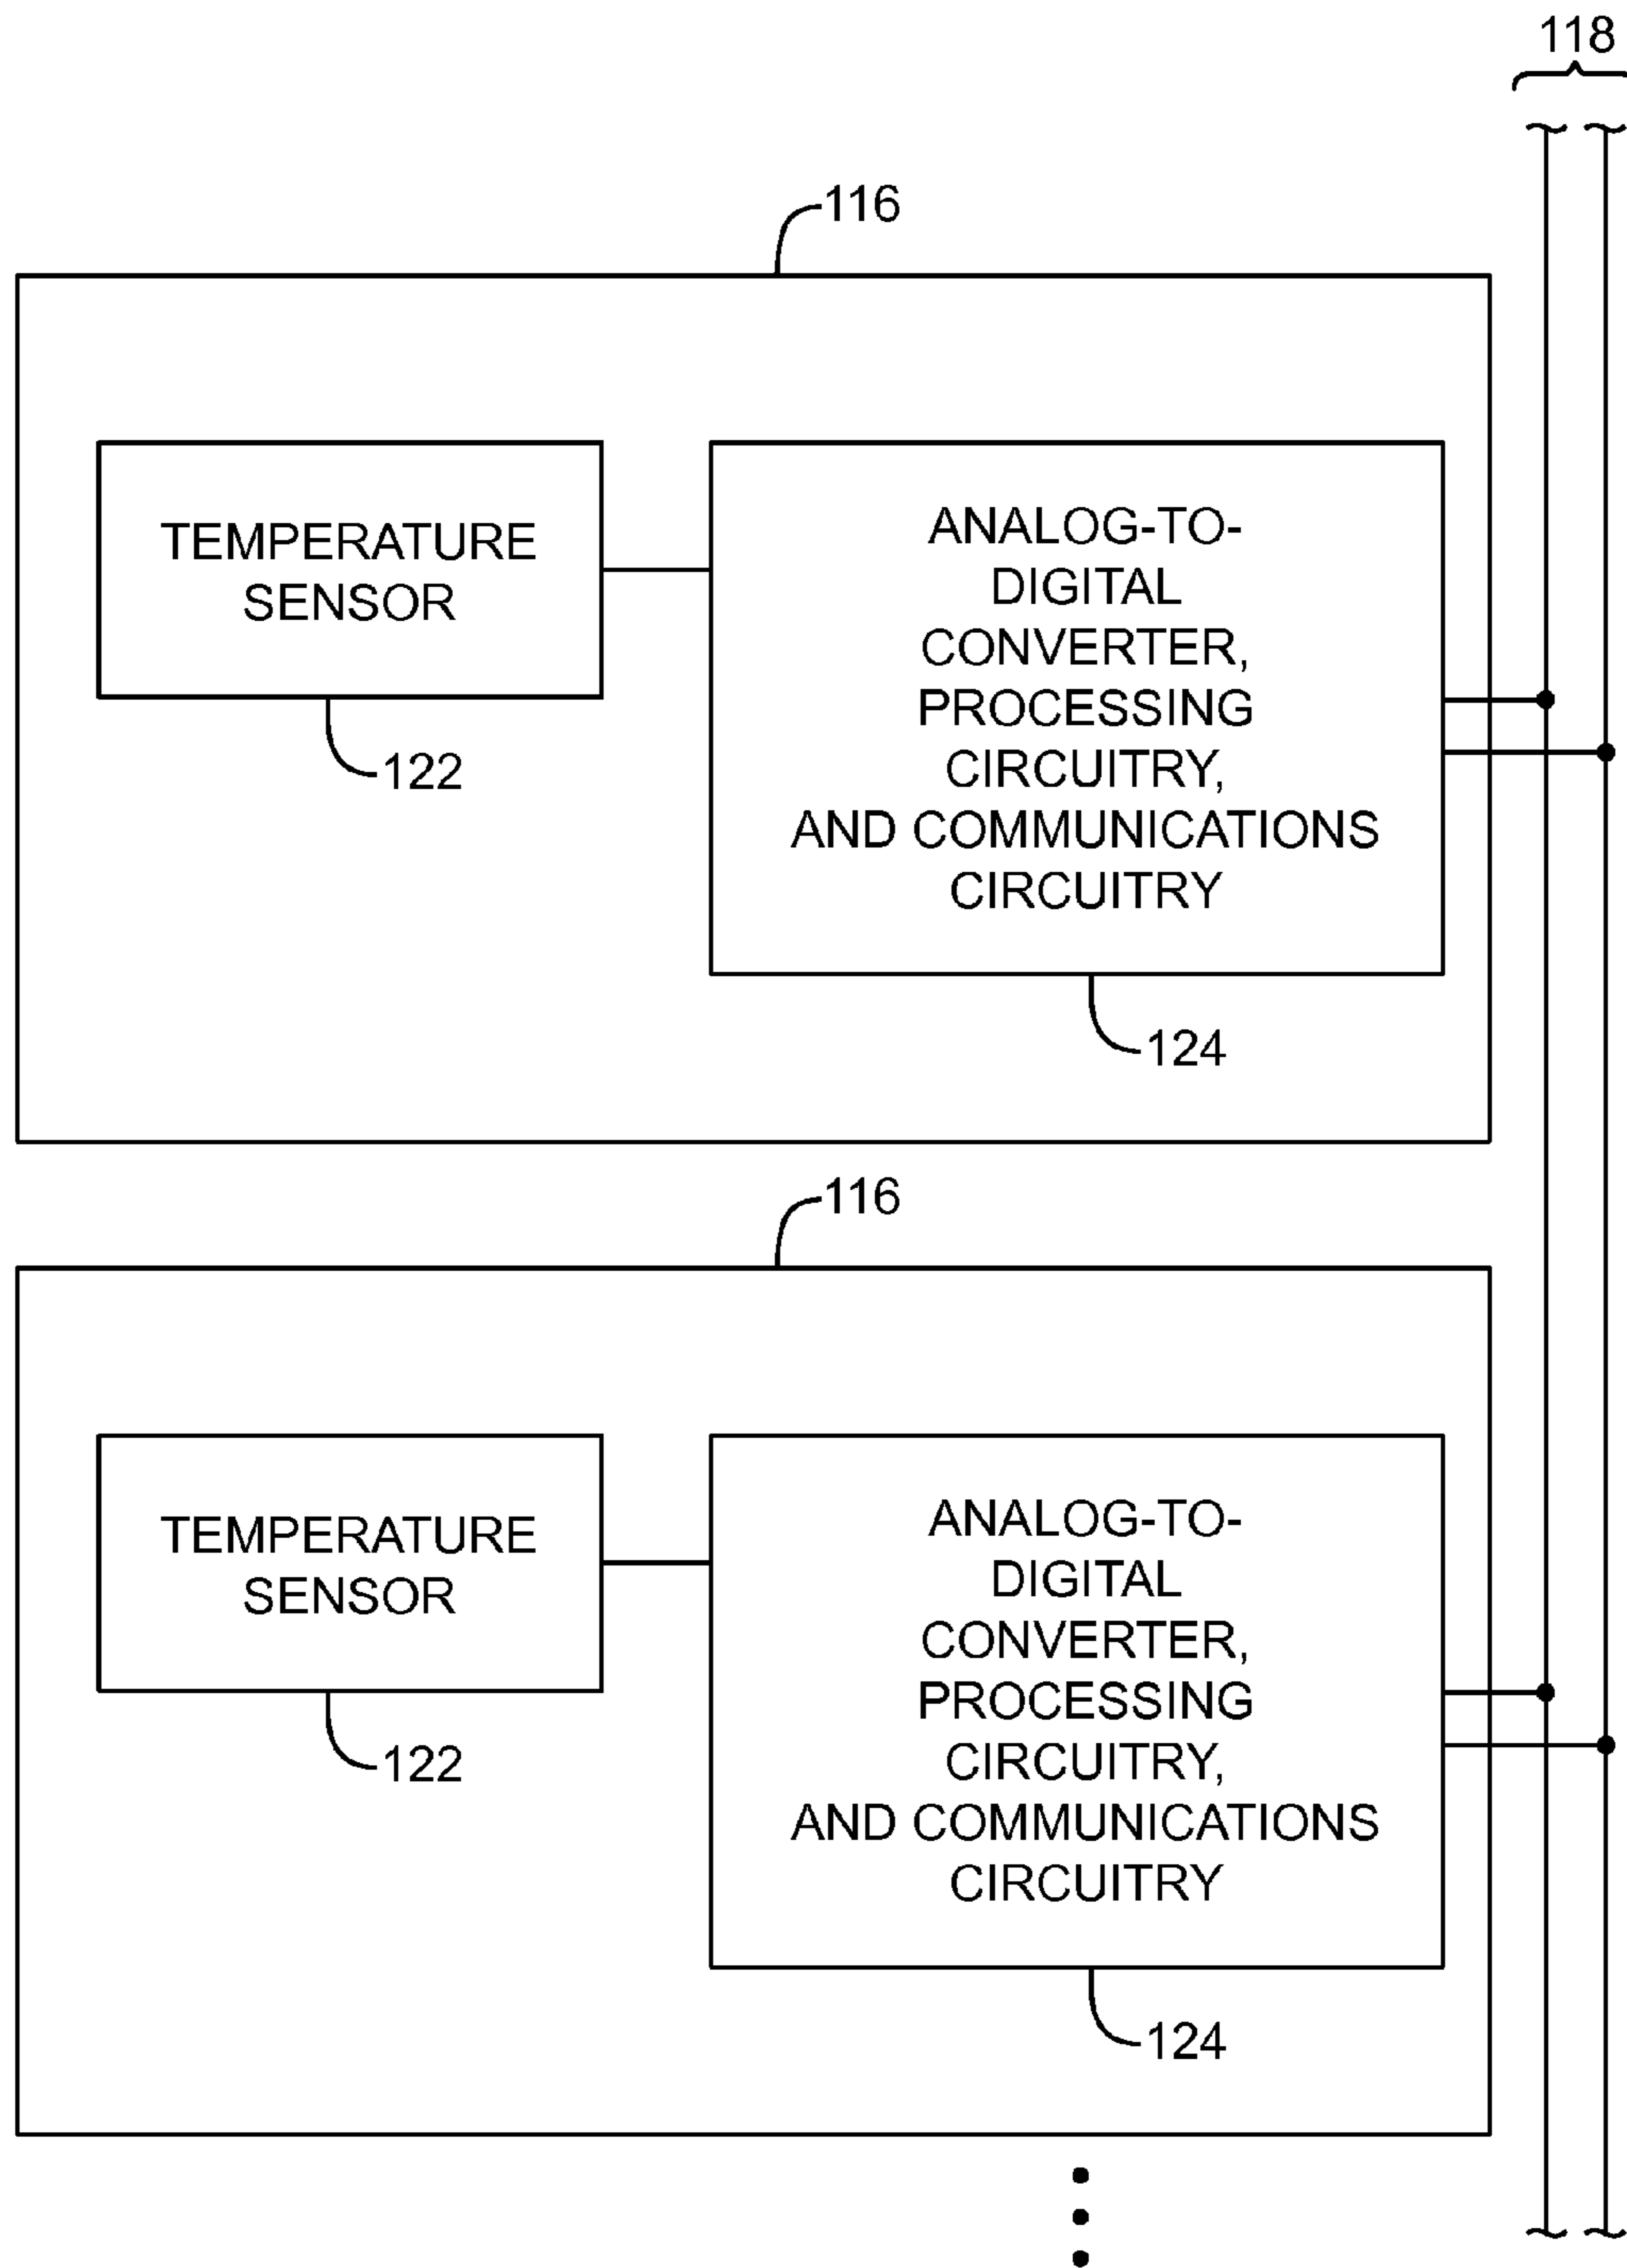 118
116
TEMPERATURE
SENSOR
122
ANALOG-TO-
DIGITAL
CONVERTER,
PROCESSING
CIRCUITRY,
AND COMMUNICATIONS
CIRCUITRY
124
116
TEMPERATURE
SENSOR
122
ANALOG-TO-
DIGITAL
CONVERTER,
PROCESSING
CIRCUITRY,
AND COMMUNICATIONS
CIRCUITRY
124